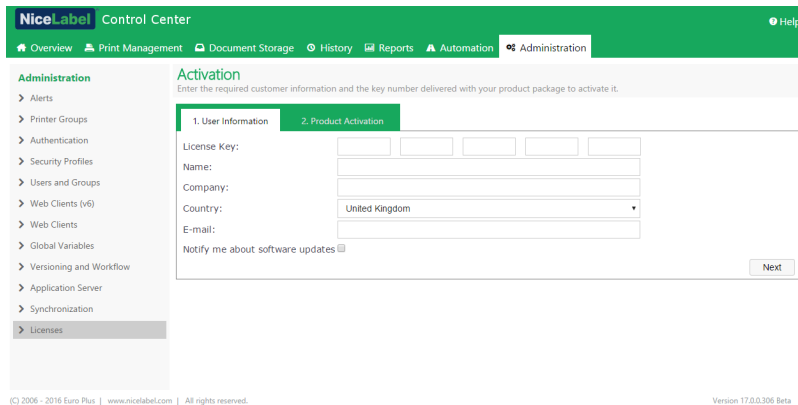 NiceLabel Control Center
Help
Overview Print Management Document Storage History Reports Automation Administration
Administration
Alerts
Printer Groups
Authentication
Security Profiles
Users and Groups
Web Clients (v6)
Web Clients
Global Variables
Versioning and Workflow
Application Server
Synchronization
Licenses
Activation
Enter the required customer information and the key number delivered with your product package to activate it.
1. User Information 2. Product Activation
License Key:
Name:
Company:
Country: United Kingdom
E-mail:
Notify me about software updates
Next
(C) 2006 - 2016 Euro Plus | www.nicelabel.com | All rights reserved.
Version 17.0.0.306 Beta